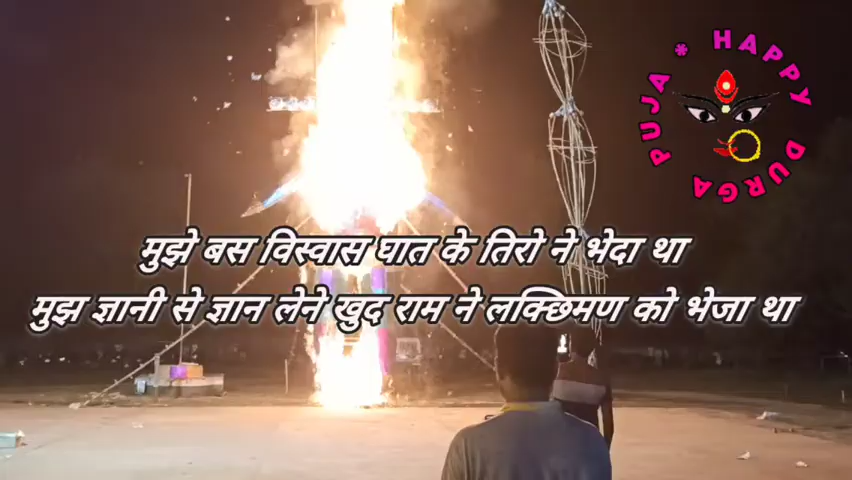 HAPPY DURGA PUJA *
मुझे बस विस्वास घात के तिरो ने भेदा था
मुझ ज्ञानी से ज्ञान लेने खुद राम ने लक्छिमण को भेजा था